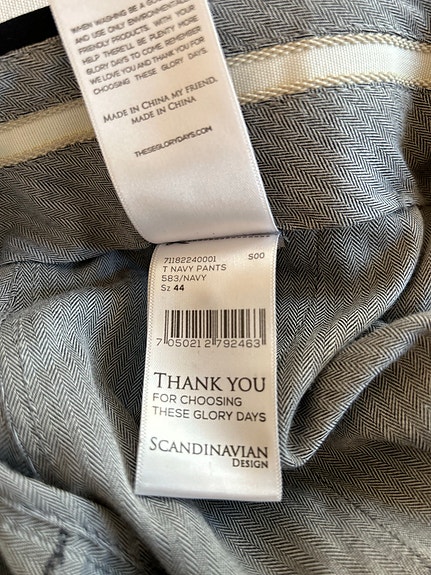 WHEN WASHING BE A GOOD
AND USE ONLY ENVIRONMENTAL
FRIENDLY PRODUCTS WITH YOUR
HELP THERE'LL BE PLENTY MORE
GLORY DAYS TO COME. REMEMBER
WE LOVE YOU AND THANK YOU FOR
CHOOSING THESE GLORY DAYS.
MADE IN CHINA MY FRIEND.
MADE IN CHINA
THESEGLORYDAYS.COM
71182240001 S00
T NAVY PANTS
5B3/NAVY
Sz 44
7 050212 792463
THANK YOU
FOR CHOOSING
THESE GLORY DAYS
SCANDINAVIAN
DESIGN